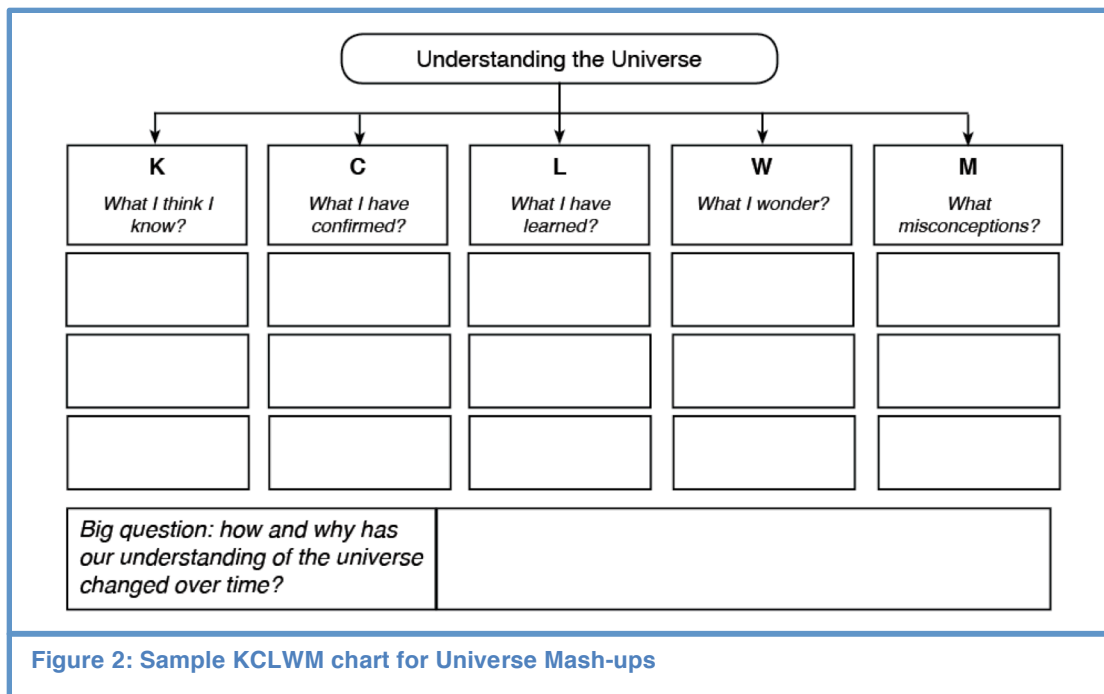 Understanding the Universe
K
What I think I
know?
C
What I have
confirmed?
L
What I have
learned?
W
What I wonder?
M
What
misconceptions?
Big question: how and why has
our understanding of the universe
changed over time?
Figure 2: Sample KCLWM chart for Universe Mash-ups